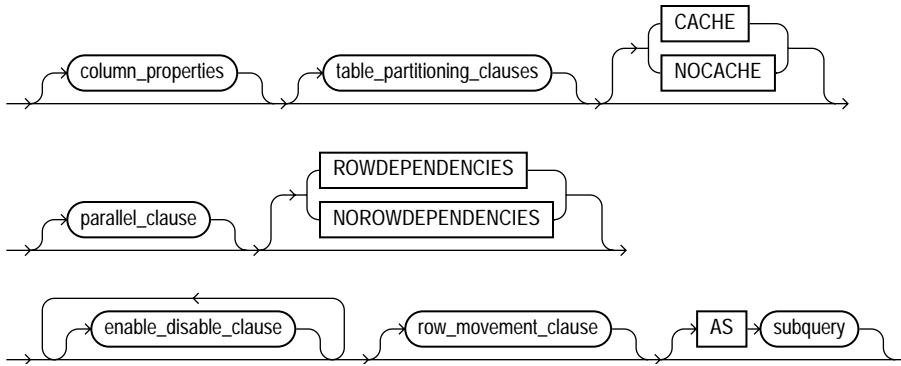 CACHE
column_properties table_partitioning_clauses NOCACHE
ROWDEPENDENCIES
parallel_clause NOROWDEPENDENCIES
enable_disable_clause row_movement_clause AS subquery